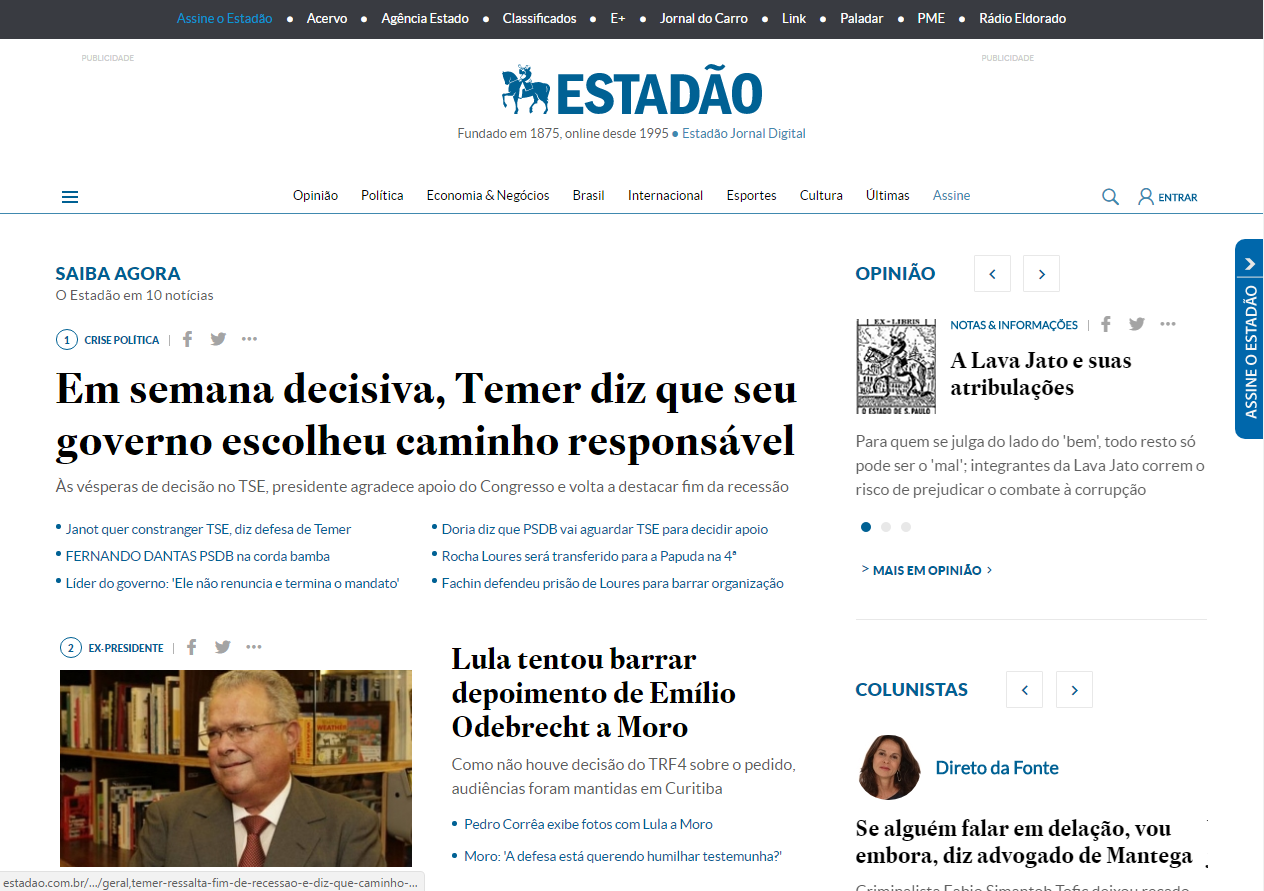 Assine o Estadão • Acervo • Agência Estado • Classificados • E+ • Jornal do Carro • Link • Paladar • PME • Rádio Eldorado
PUBLICIDADE
PUBLICIDADE
ESTADÃO
Fundado em 1875, online desde 1995 • Estadão Jornal Digital
Opinião Política Economia & Negócios Brasil Internacional Esportes Cultura Últimas Assine
ENTRAR
SAIBA AGORA
O Estadão em 10 notícias
1 CRISE POLÍTICA
Em semana decisiva, Temer diz que seu
governo escolheu caminho responsável
Às vésperas de decisão no TSE, presidente agradece apoio do Congresso e volta a destacar fim da recessão
• Janot quer constranger TSE, diz defesa de Temer
• FERNANDO DANTAS PSDB na corda bamba
• Líder do governo: 'Ele não renuncia e termina o mandato'
• Doria diz que PSDB vai aguardar TSE para decidir apoio
• Rocha Loures será transferido para a Papuda na 4ª
• Fachin defendeu prisão de Loures para barrar organização
2 EX-PRESIDENTE
Lula tentou barrar
depoimento de Emílio
Odebrecht a Moro
Como não houve decisão do TRF4 sobre o pedido,
audiências foram mantidas em Curitiba
• Pedro Corrêa exibe fotos com Lula a Moro
• Moro: 'A defesa está querendo humilhar testemunha?'
OPINIÃO
EX-LIBRIS
O ESTADO DE S. PAULO
NOTAS & INFORMAÇÕES
A Lava Jato e suas
atribulações
Para quem se julga do lado do 'bem', todo resto só
pode ser o 'mal'; integrantes da Lava Jato correm o
risco de prejudicar o combate à corrupção
> MAIS EM OPINIÃO >
COLUNISTAS
Direto da Fonte
Se alguém falar em delação, vou
embora, diz advogado de Mantega
Criminalista Fabio Simantob Tofic deixou recado
ASSINE O ESTADÃO
estadao.com.br/.../geral,temer-ressalta-fim-de-recessao-e-diz-que-caminho-...